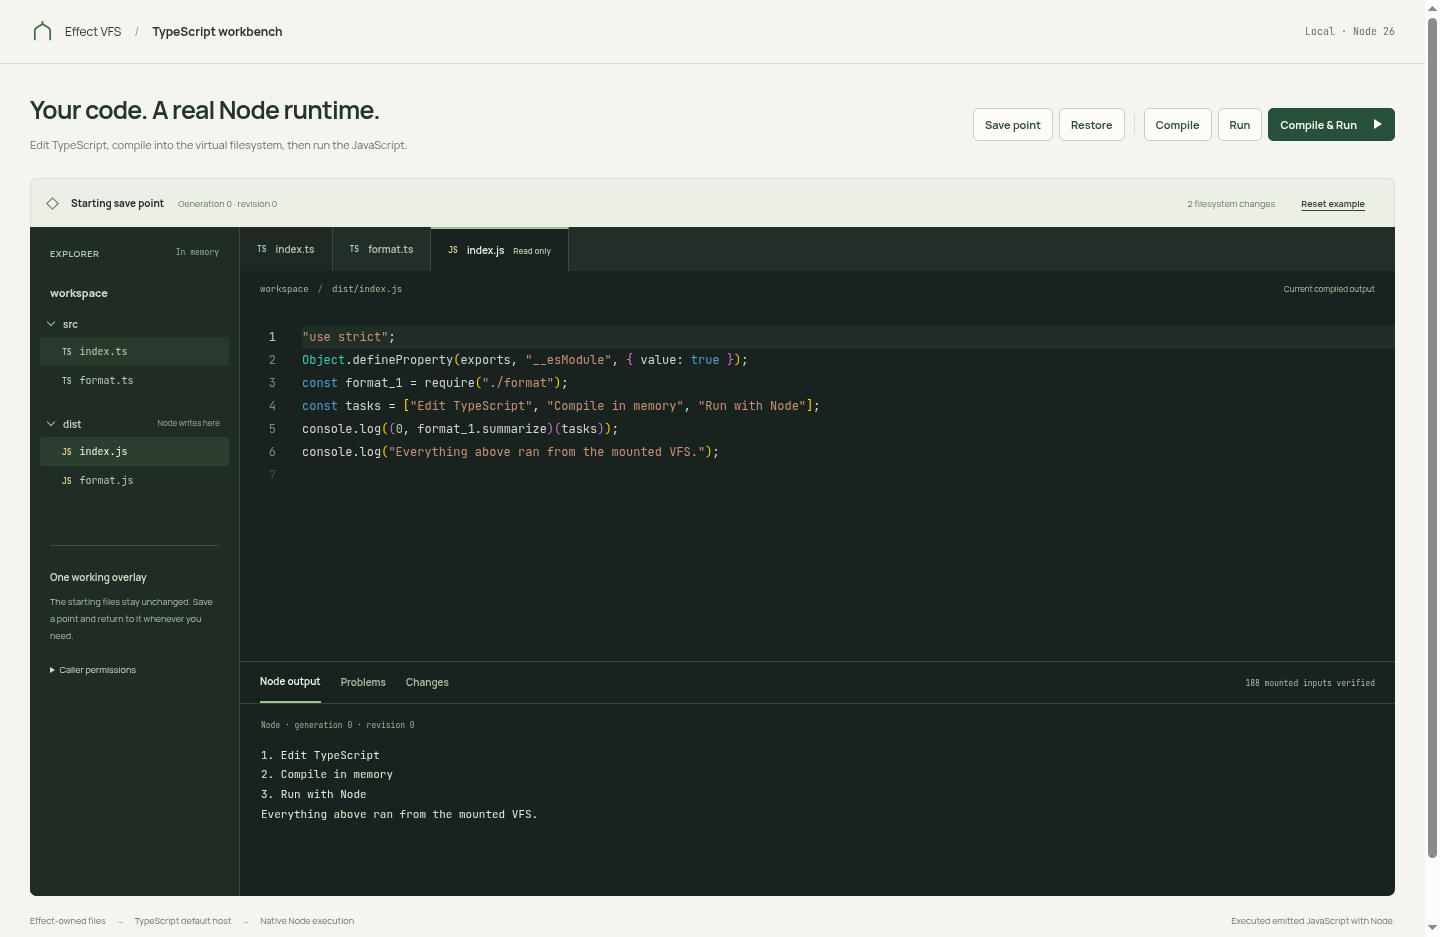 Effect VFS / TypeScript workbench
Local · Node 26
Your code. A real Node runtime.
Edit TypeScript, compile into the virtual filesystem, then run the JavaScript.
Save point
Restore
Compile
Run
Compile & Run
Starting save point
Generation 0 · revision 0
2 filesystem changes
Reset example
EXPLORER
In memory
workspace
src
TS index.ts
TS format.ts
dist
Node writes here
JS index.js
JS format.js
One working overlay
The starting files stay unchanged. Save
a point and return to it whenever you
need.
Caller permissions
TS index.ts
TS format.ts
JS index.js Read only
workspace / dist/index.js
Current compiled output
1 "use strict";
2 Object.defineProperty(exports, "__esModule", { value: true });
3 const format_1 = require("./format");
4 const tasks = ["Edit TypeScript", "Compile in memory", "Run with Node"];
5 console.log((0, format_1.summarize)(tasks));
6 console.log("Everything above ran from the mounted VFS.");
7
Node output
Problems
Changes
188 mounted inputs verified
Node · generation 0 · revision 0
1. Edit TypeScript
2. Compile in memory
3. Run with Node
Everything above ran from the mounted VFS.
Effect-owned files → TypeScript default host → Native Node execution
Executed emitted JavaScript with Node.